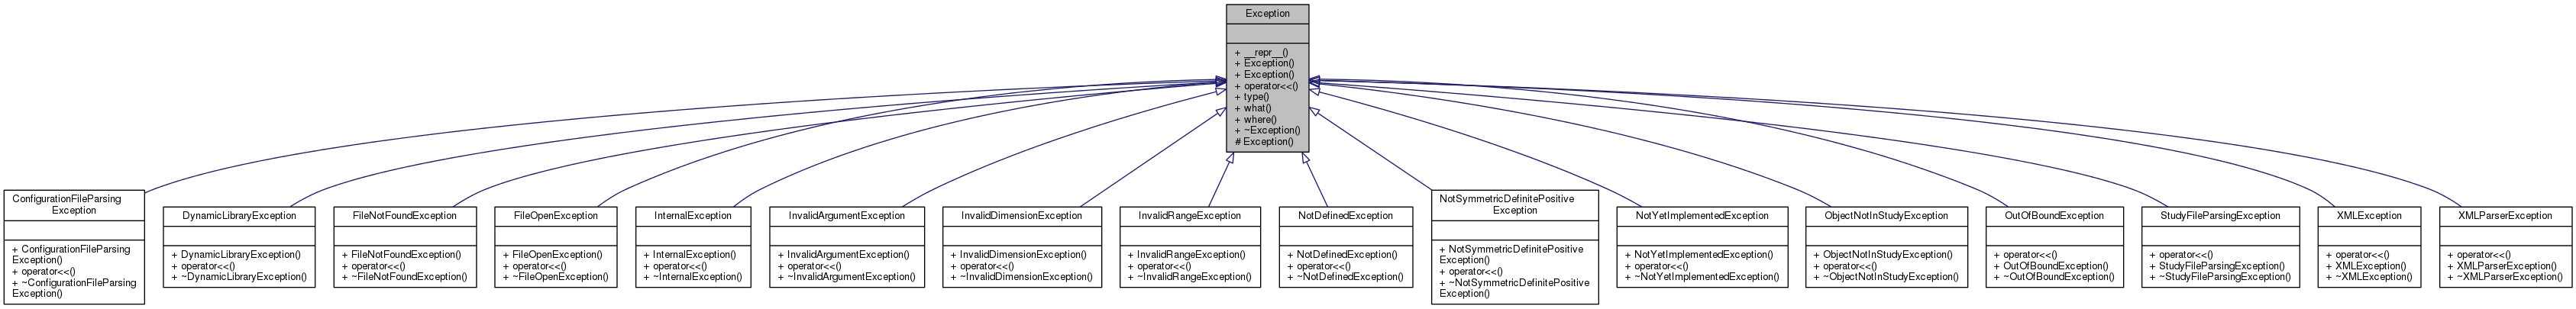 Exception
+ __repr__()
+ Exception()
+ Exception()
+ operator<<()
+ type()
+ what()
+ where()
+ ~Exception()
# Exception()
ConfigurationFileParsing
Exception
+ ConfigurationFileParsing
Exception()
+ operator<<()
+ ~ConfigurationFileParsing
Exception()
DynamicLibraryException
+ DynamicLibraryException()
+ operator<<()
+ ~DynamicLibraryException()
FileNotFoundException
+ FileNotFoundException()
+ operator<<()
+ ~FileNotFoundException()
FileOpenException
+ FileOpenException()
+ operator<<()
+ ~FileOpenException()
InternalException
+ InternalException()
+ operator<<()
+ ~InternalException()
InvalidArgumentException
+ InvalidArgumentException()
+ operator<<()
+ ~InvalidArgumentException()
InvalidDimensionException
+ InvalidDimensionException()
+ operator<<()
+ ~InvalidDimensionException()
InvalidRangeException
+ InvalidRangeException()
+ operator<<()
+ ~InvalidRangeException()
NotDefinedException
+ NotDefinedException()
+ operator<<()
+ ~NotDefinedException()
NotSymmetricDefinitePositive
Exception
+ NotSymmetricDefinitePositive
Exception()
+ operator<<()
+ ~NotSymmetricDefinitePositive
Exception()
NotYetImplementedException
+ NotYetImplementedException()
+ operator<<()
+ ~NotYetImplementedException()
ObjectNotInStudyException
+ ObjectNotInStudyException()
+ operator<<()
+ ~ObjectNotInStudyException()
OutOfBoundException
+ operator<<()
+ OutOfBoundException()
+ ~OutOfBoundException()
StudyFileParsingException
+ operator<<()
+ StudyFileParsingException()
+ ~StudyFileParsingException()
XMLException
+ operator<<()
+ XMLException()
+ ~XMLException()
XMLParserException
+ operator<<()
+ XMLParserException()
+ ~XMLParserException()